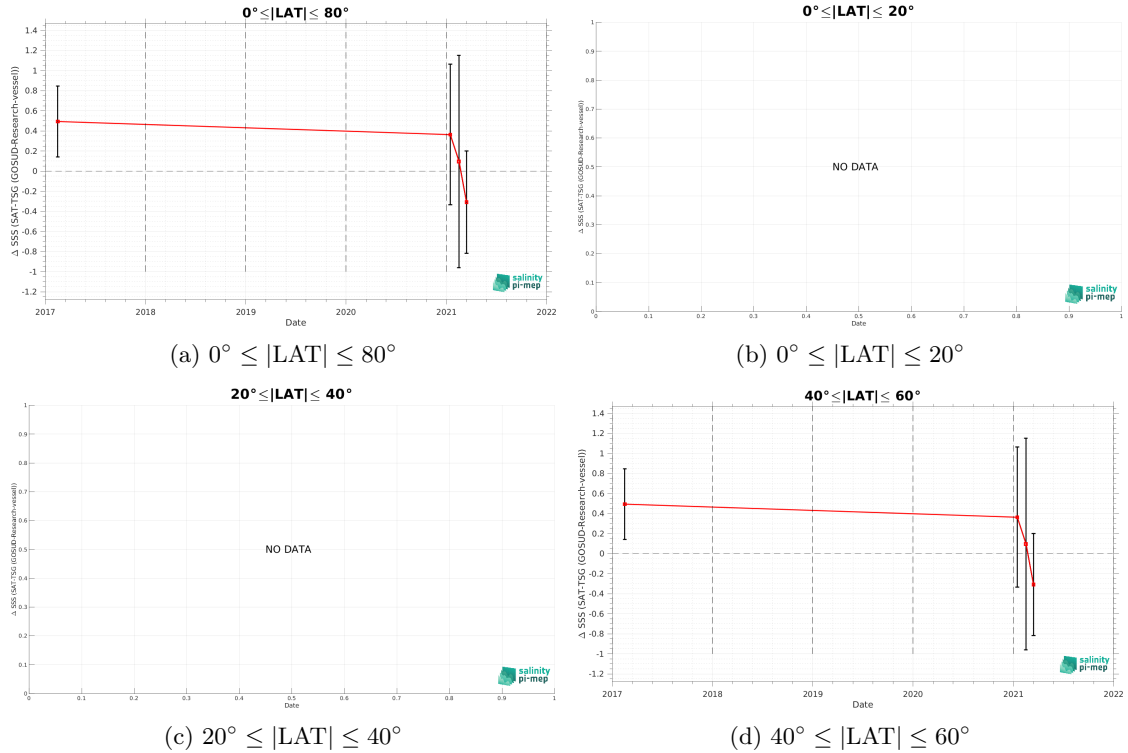 0°≤|LAT|≤ 80°
1.4
1.2
1
0.8
0.6
0.4
0.2
0
-0.2
-0.4
-0.6
-0.8
-1
-1.2
Δ SSS (SAT-TSG (GOSUD-Research-vessel))
2017 2018 2019 2020 2021 2022
Date
salinity
pi-mep
(a) 0° ≤ |LAT| ≤ 80°
0°≤|LAT|≤ 20°
1
0.9
0.8
0.7
0.6
0.5
0.4
0.3
0.2
0.1
0
Δ SSS (SAT-TSG (GOSUD-Research-vessel))
NO DATA
0 0.1 0.2 0.3 0.4 0.5 0.6 0.7 0.8 0.9 1
Date
salinity
pi-mep
(b) 0° ≤ |LAT| ≤ 20°
20°≤|LAT|≤ 40°
1
0.9
0.8
0.7
0.6
0.5
0.4
0.3
0.2
0.1
0
Δ SSS (SAT-TSG (GOSUD-Research-vessel))
NO DATA
0 0.1 0.2 0.3 0.4 0.5 0.6 0.7 0.8 0.9 1
Date
salinity
pi-mep
(c) 20° ≤ |LAT| ≤ 40°
40°≤|LAT|≤ 60°
1.4
1.2
1
0.8
0.6
0.4
0.2
0
-0.2
-0.4
-0.6
-0.8
-1
-1.2
Δ SSS (SAT-TSG (GOSUD-Research-vessel))
2017 2018 2019 2020 2021 2022
Date
salinity
pi-mep
(d) 40° ≤ |LAT| ≤ 60°